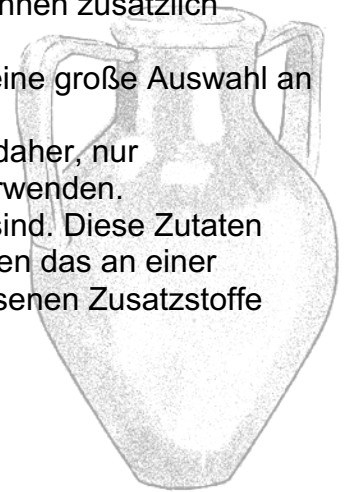 nnen zusätzlich
eine große Auswahl an
daher, nur
rwenden.
sind. Diese Zutaten
en das an einer
senen Zusatzstoffe